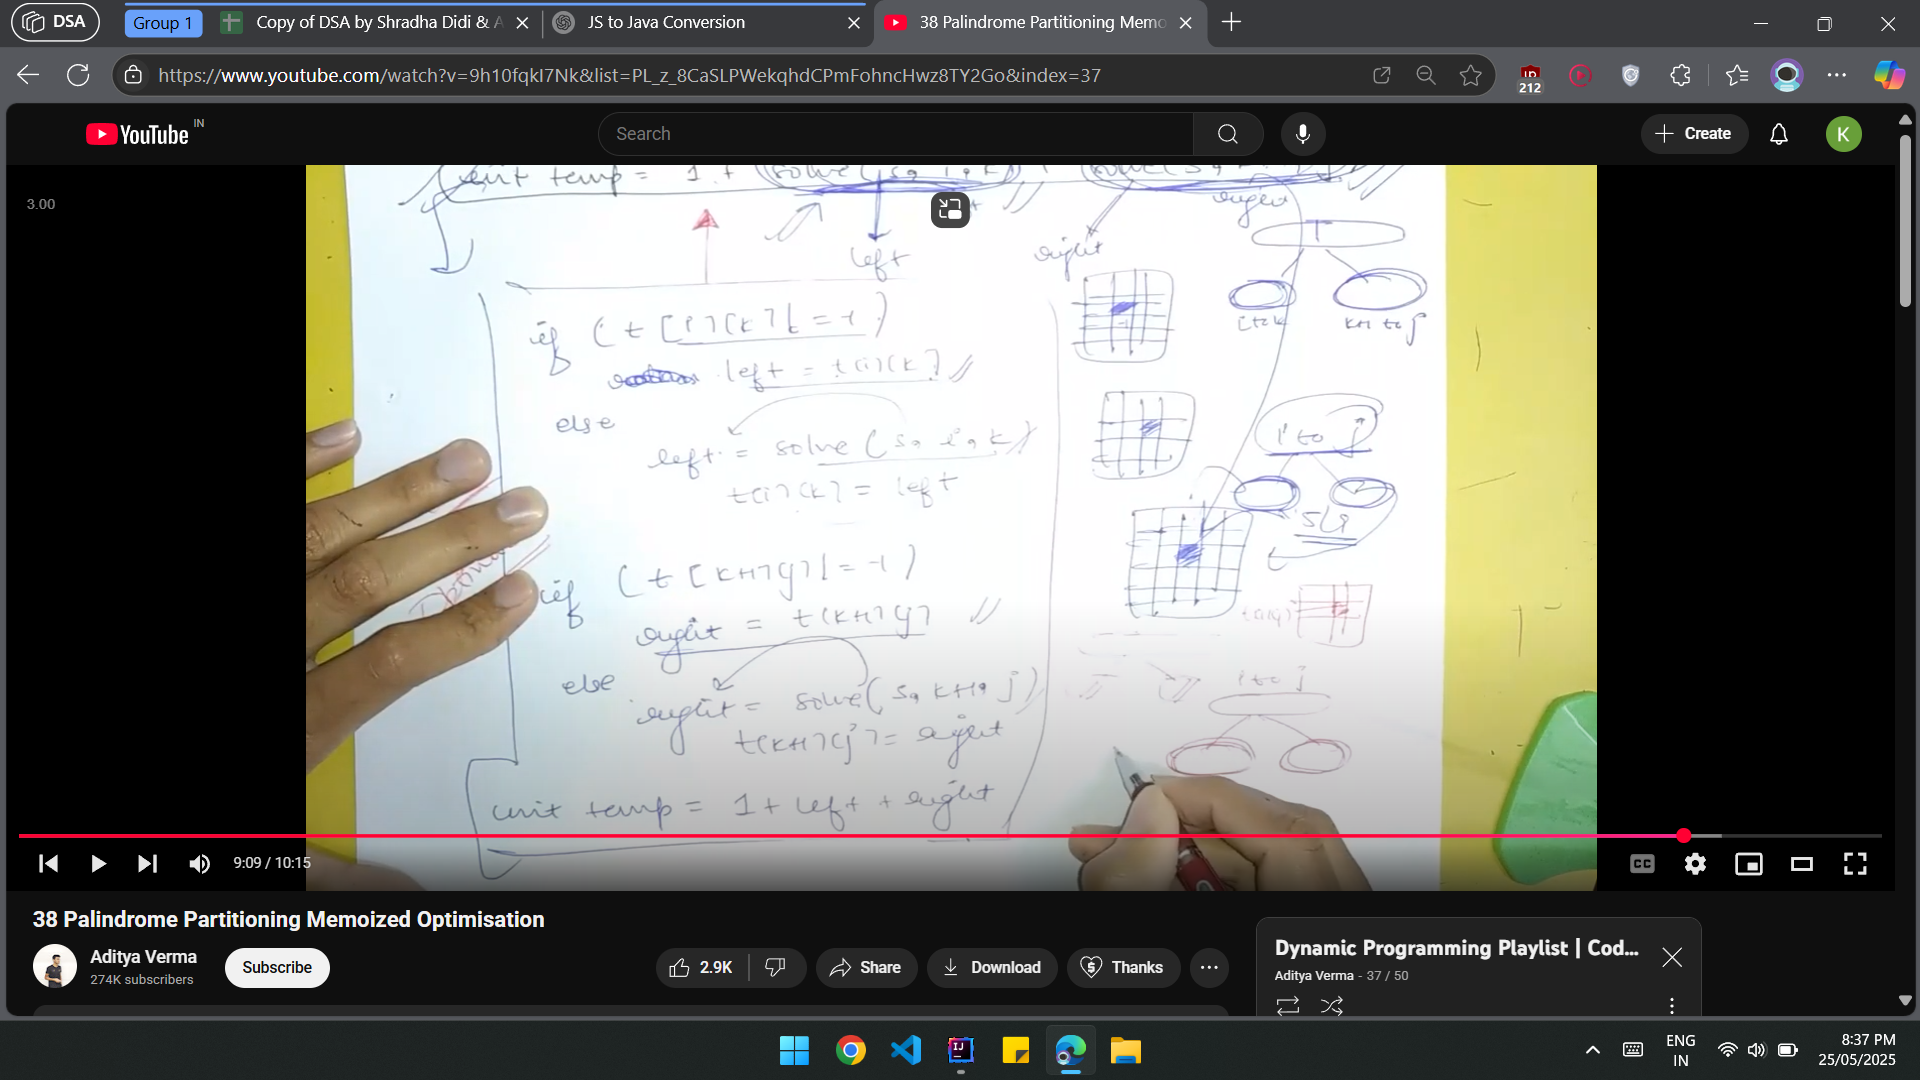 DSA
Group 1
Copy of DSA by Shradha Didi & A
JS to Java Conversion
38 Palindrome Partitioning Memo
https://www.youtube.com/watch?v=9h10fqkI7Nk&list=PL_z_8CaSLPWekqhdCPmFohncHwz8TY2Go&index=37
212
YouTube IN
Search
Create
K
3.00
int temp = 1 + (solve(s, i, k)
left
right
T
i to k
k+1 to j
if (t[i][k] != -1)
left = t[i][k]
else
left = solve(s, i, k)
t[i][k] = left
i to j
if (t[k+1][j] != -1)
right = t[k+1][j]
else
right = solve(s, k+1, j)
t[k+1][j] = right
i to j
int temp = 1 + left + right
9:09 / 10:15
CC
38 Palindrome Partitioning Memoized Optimisation
Aditya Verma
274K subscribers
Subscribe
2.9K
Share
Download
Thanks
Dynamic Programming Playlist | Cod...
Aditya Verma - 37 / 50
IJ
ENG
IN
8:37 PM
25/05/2025